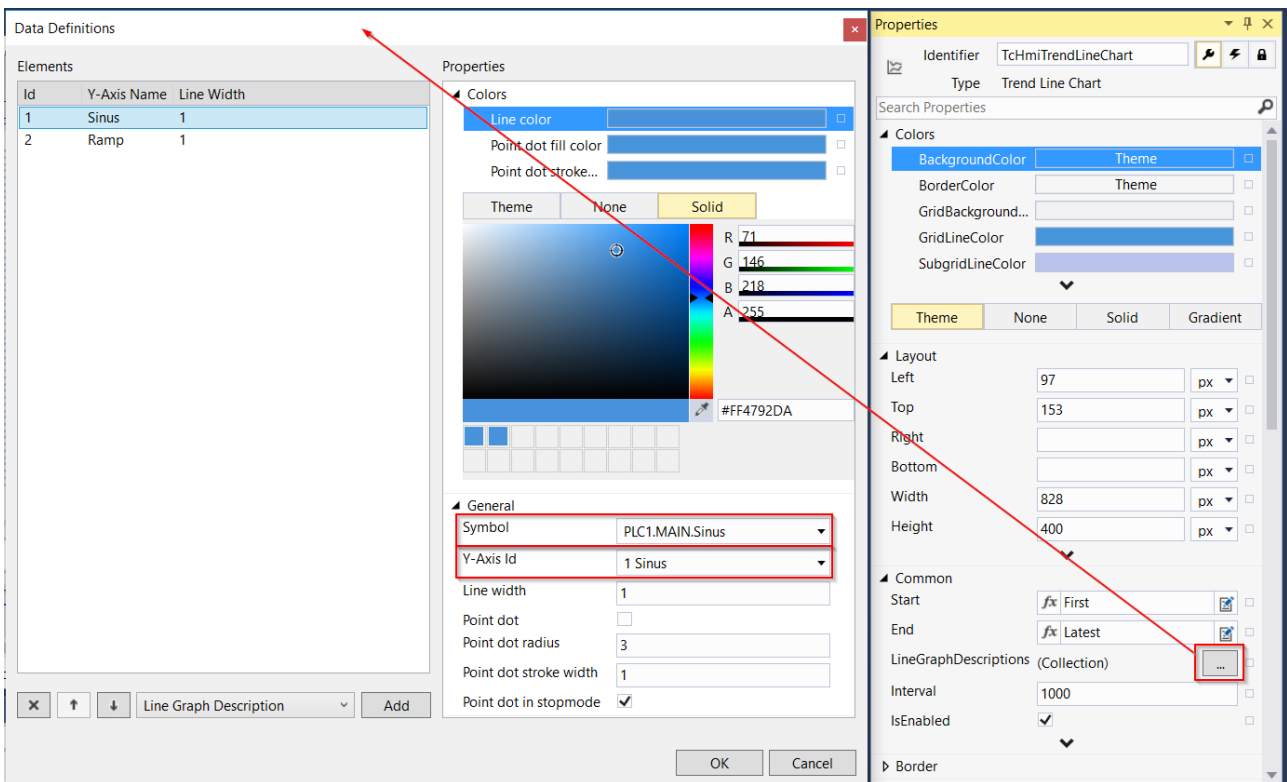 Data Definitions
Elements
Id Y-Axis Name Line Width
1 Sinus 1
2 Ramp 1
Line Graph Description Add
Properties
Colors
Line color
Point dot fill color
Point dot stroke...
Theme None Solid
R 71
G 146
B 218
A 255
#FF4792DA
General
Symbol PLC1.MAIN.Sinus
Y-Axis Id 1 Sinus
Line width 1
Point dot
Point dot radius 3
Point dot stroke width 1
Point dot in stopmode
OK Cancel
Properties
Identifier TcHmiTrendLineChart
Type Trend Line Chart
Search Properties
Colors
BackgroundColor Theme
BorderColor Theme
GridBackground...
GridLineColor
SubgridLineColor
Theme None Solid Gradient
Layout
Left 97 px
Top 153 px
Right px
Bottom px
Width 828 px
Height 400 px
Common
Start fx First
End fx Latest
LineGraphDescriptions (Collection) ...
Interval 1000
IsEnabled
Border